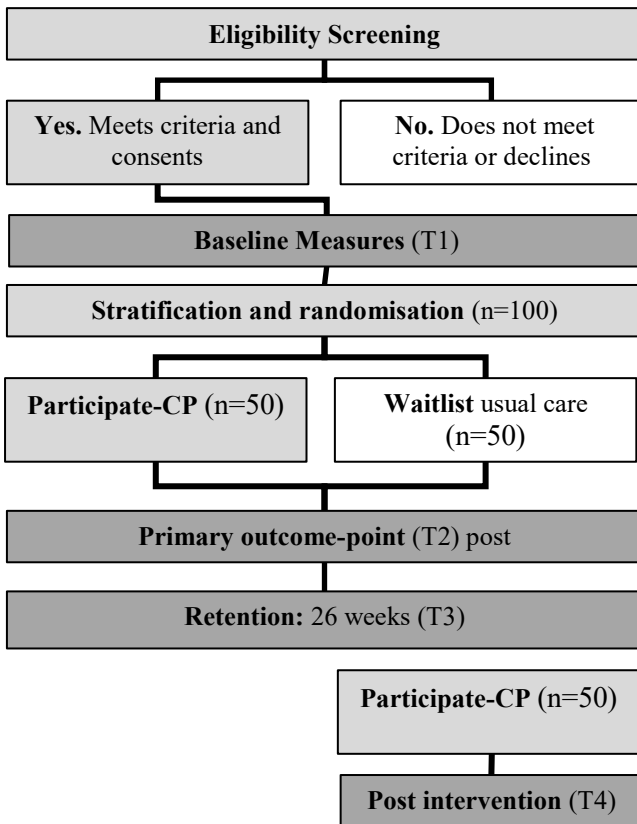 Eligibility Screening
Yes. Meets criteria and
consents
No. Does not meet
criteria or declines
Baseline Measures (T1)
Stratification and randomisation (n=100)
Participate-CP (n=50)
Waitlist usual care
(n=50)
Primary outcome-point (T2) post
Retention: 26 weeks (T3)
Participate-CP (n=50)
Post intervention (T4)